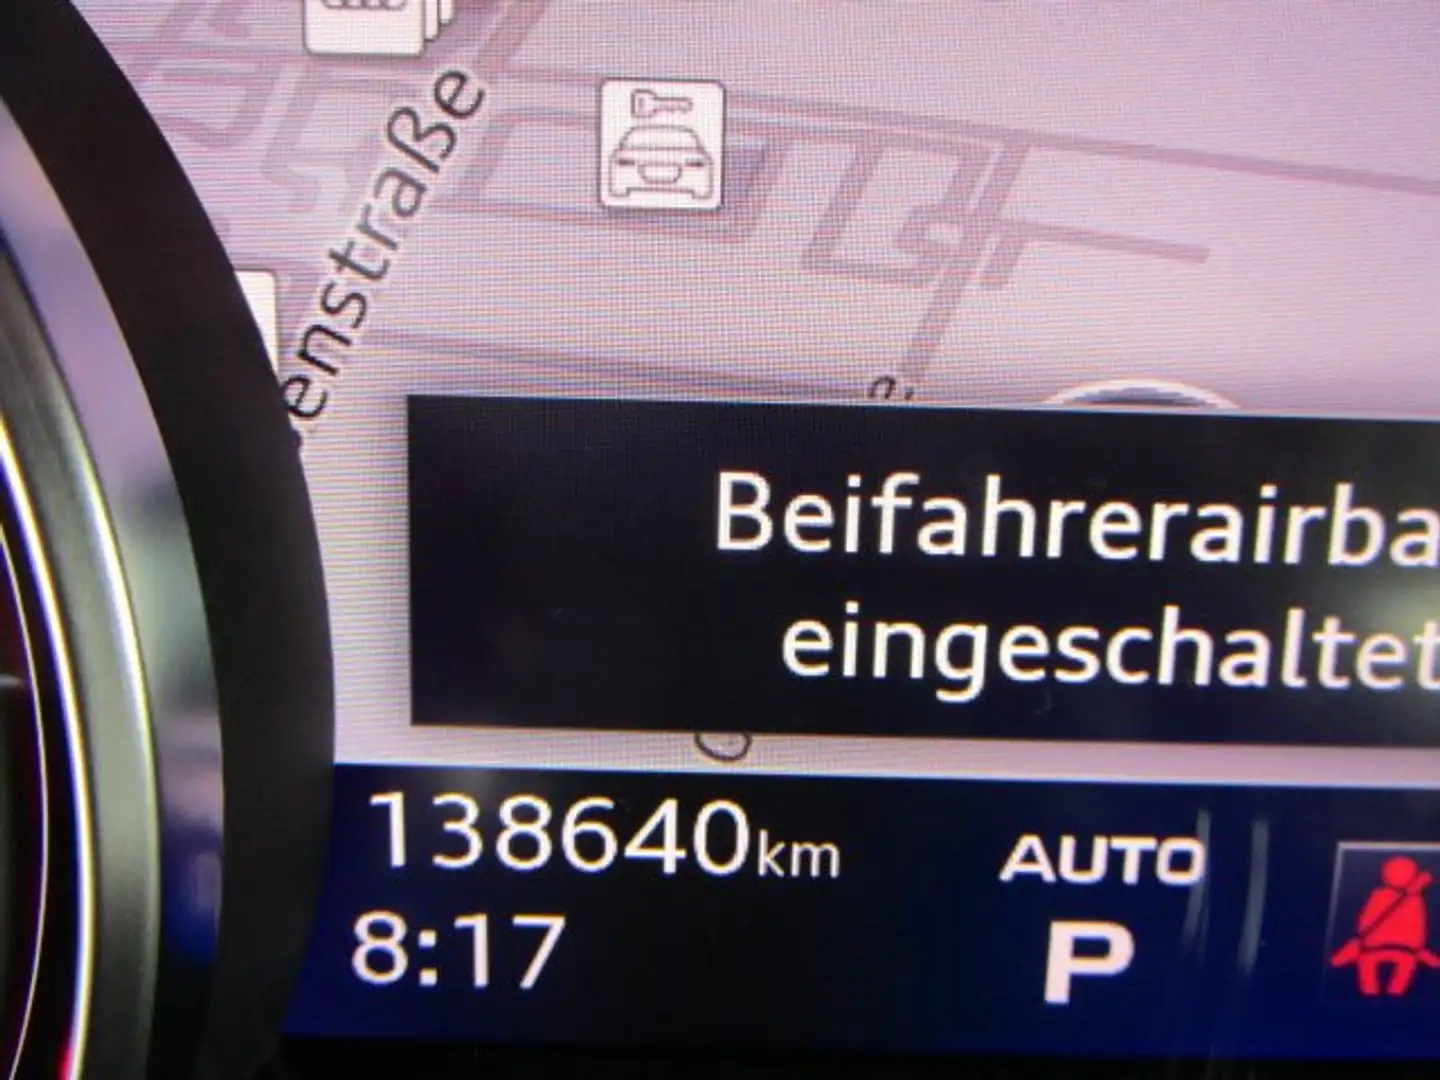 enstraße
Beifahrerairba
eingeschaltet
138640km
AUTO
8:17
P